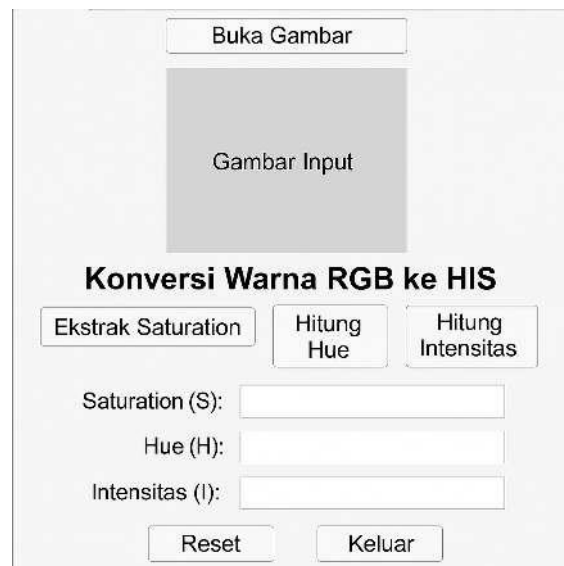 Buka Gambar
Gambar Input
Konversi Warna RGB ke HIS
Ekstrak Saturation
Hitung
Hue
Hitung
Intensitas
Saturation (S):
Hue (H):
Intensitas (I):
Reset
Keluar